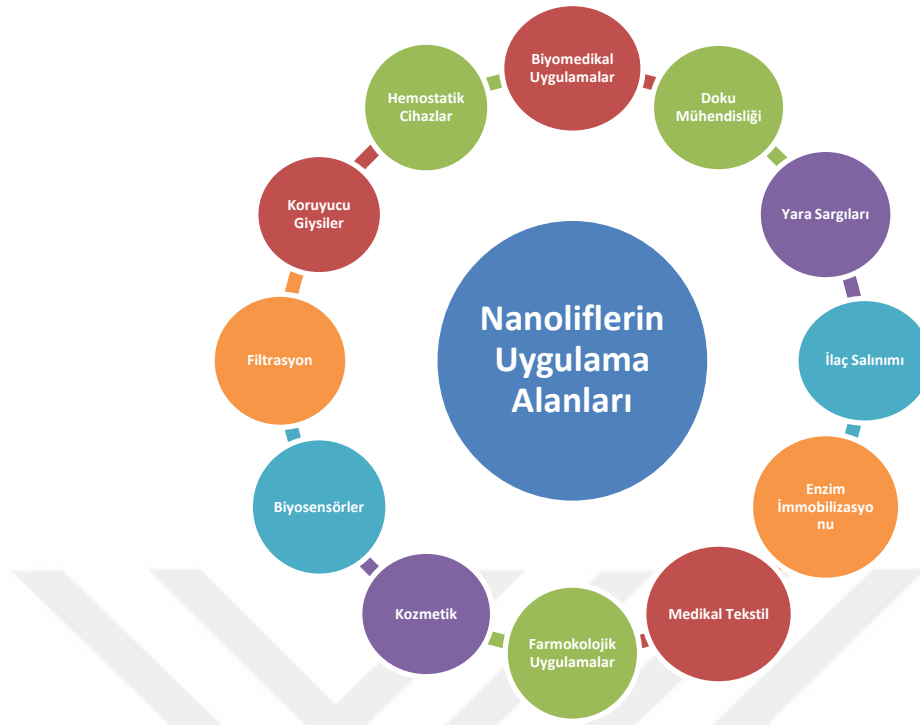 Nanoliflerin
Uygulama
Alanları
Biyomedikal
Uygulamalar
Doku
Mühendisliği
Yara Sargıları
İlaç Salınımı
Enzim
İmmobilizasyo
nu
Medikal Tekstil
Farmokolojik
Uygulamalar
Kozmetik
Biyosensörler
Filtrasyon
Koruyucu
Giysiler
Hemostatik
Cihazlar